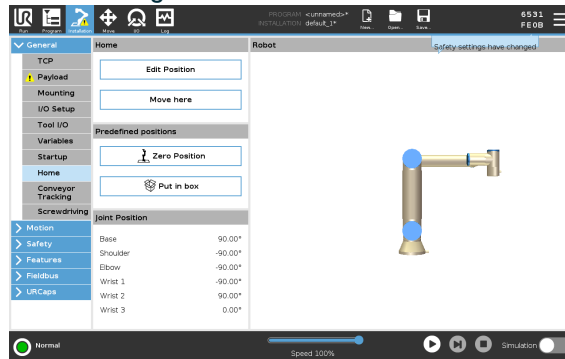 PROGRAM <unnamed>*
INSTALLATION default_1*
6531
FE0B
Run
Program
Installation
Move
I/O
Log
New...
Open...
Save...
General
Home
Robot
Safety settings have changed
TCP
Payload
Mounting
I/O Setup
Tool I/O
Variables
Startup
Home
Conveyor
Tracking
Screwdriving
Motion
Safety
Features
Fieldbus
URCaps
Edit Position
Move here
Predefined positions
Zero Position
Put in box
Joint Position
Base 90.00°
Shoulder -90.00°
Elbow -90.00°
Wrist 1 -90.00°
Wrist 2 90.00°
Wrist 3 0.00°
Normal
Speed 100%
Simulation